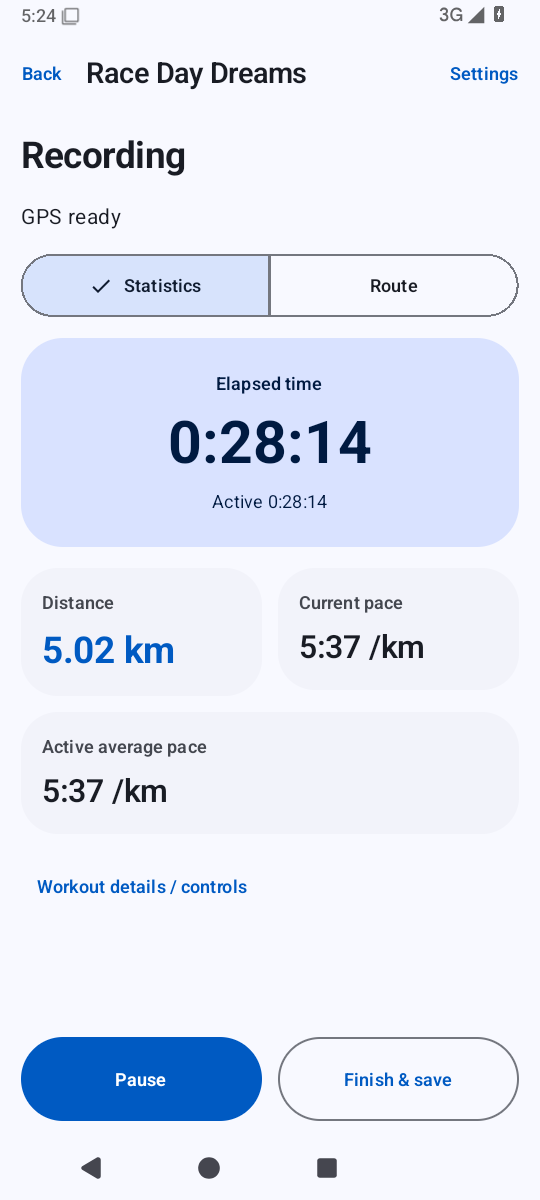 5:24
3G
Back
Race Day Dreams
Settings
Recording
GPS ready
Statistics
Route
Elapsed time
0:28:14
Active 0:28:14
Distance
5.02 km
Current pace
5:37 /km
Active average pace
5:37 /km
Workout details / controls
Pause
Finish & save